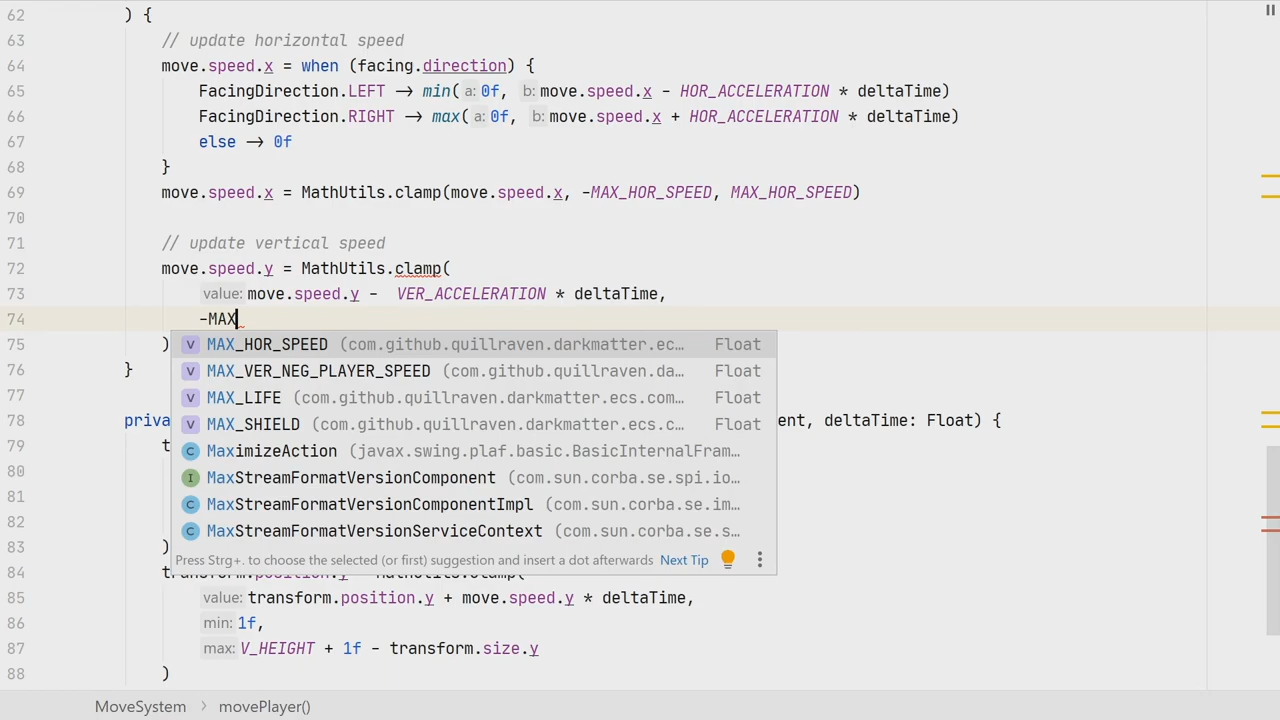 62 ) {
63 // update horizontal speed
64 move.speed.x = when (facing.direction) {
65 FacingDirection.LEFT -> min( a: 0f, b: move.speed.x - HOR_ACCELERATION * deltaTime)
66 FacingDirection.RIGHT -> max( a: 0f, b: move.speed.x + HOR_ACCELERATION * deltaTime)
67 else -> 0f
68 }
69 move.speed.x = MathUtils.clamp(move.speed.x, -MAX_HOR_SPEED, MAX_HOR_SPEED)
70
71 // update vertical speed
72 move.speed.y = MathUtils.clamp(
73 value: move.speed.y - VER_ACCELERATION * deltaTime,
74 -MAX
MAX_HOR_SPEED (com.github.quillraven.darkmatter.ec… Float
75 )
76 }
MAX_VER_NEG_PLAYER_SPEED (com.github.quillraven.da… Float
77
MAX_LIFE (com.github.quillraven.darkmatter.ecs.com… Float
78 priva ent, deltaTime: Float) {
MAX_SHIELD (com.github.quillraven.darkmatter.ecs.c… Float
79 t
MaximizeAction (javax.swing.plaf.basic.BasicInternalFram…
80
MaxStreamFormatVersionComponent (com.sun.corba.se.spi.io…
81
MaxStreamFormatVersionComponentImpl (com.sun.corba.se.im…
82
MaxStreamFormatVersionServiceContext (com.sun.corba.se.s…
83 )
Press Strg+. to choose the selected (or first) suggestion and insert a dot afterwards Next Tip
84 transform.position.y = MathUtils.clamp(
85 value: transform.position.y + move.speed.y * deltaTime,
86 min: 1f,
87 max: V_HEIGHT + 1f - transform.size.y
88 )
MoveSystem > movePlayer()